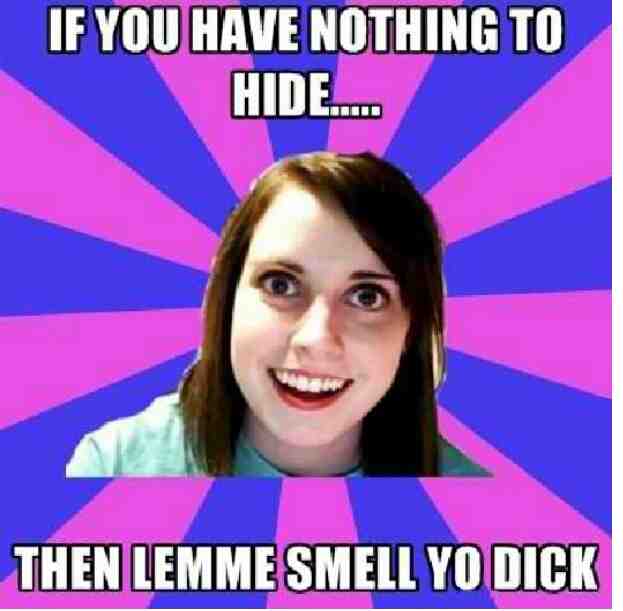 IF YOU HAVE NOTHING TO
HIDE.....
THEN LEMME SMELL YO DICK